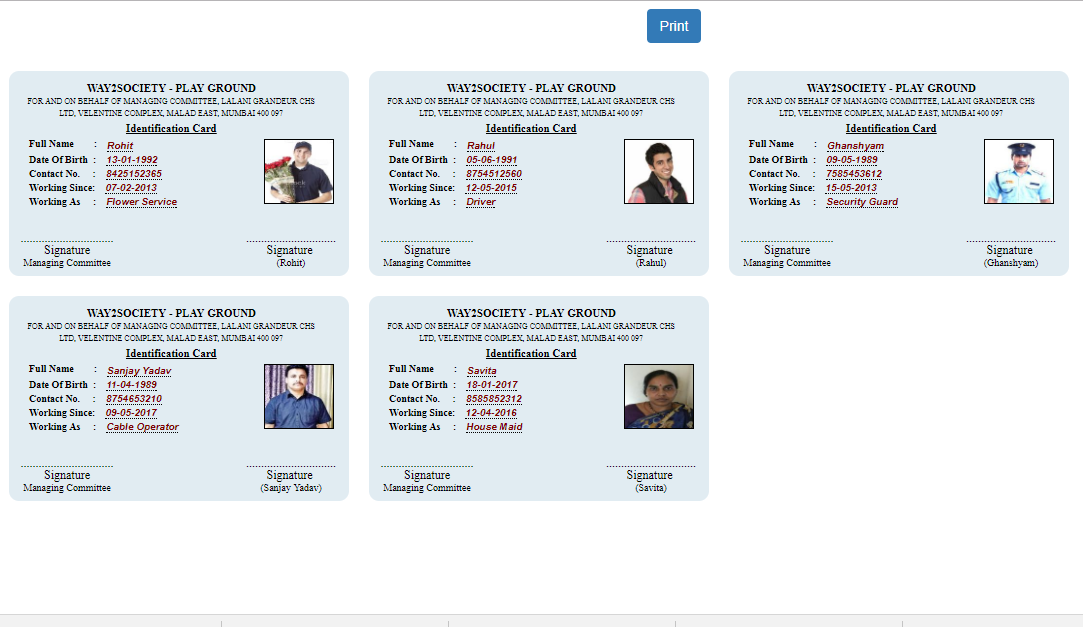 Print
WAY2SOCIETY - PLAY GROUND
FOR AND ON BEHALF OF MANAGING COMMITTEE, LALANI GRANDEUR CHS
LTD, VELENTINE COMPLEX, MALAD EAST, MUMBAI 400 097
Identification Card
Full Name : Rohit
Date Of Birth : 13-01-1992
Contact No. : 8425152365
Working Since: 07-02-2013
Working As : Flower Service
Signature Signature
Managing Committee (Rohit)
WAY2SOCIETY - PLAY GROUND
FOR AND ON BEHALF OF MANAGING COMMITTEE, LALANI GRANDEUR CHS
LTD, VELENTINE COMPLEX, MALAD EAST, MUMBAI 400 097
Identification Card
Full Name : Rahul
Date Of Birth : 05-06-1991
Contact No. : 8754512560
Working Since: 12-05-2015
Working As : Driver
Signature Signature
Managing Committee (Rahul)
WAY2SOCIETY - PLAY GROUND
FOR AND ON BEHALF OF MANAGING COMMITTEE, LALANI GRANDEUR CHS
LTD, VELENTINE COMPLEX, MALAD EAST, MUMBAI 400 097
Identification Card
Full Name : Ghanshyam
Date Of Birth : 09-05-1989
Contact No. : 7585453612
Working Since: 15-05-2013
Working As : Security Guard
Signature Signature
Managing Committee (Ghanshyam)
WAY2SOCIETY - PLAY GROUND
FOR AND ON BEHALF OF MANAGING COMMITTEE, LALANI GRANDEUR CHS
LTD, VELENTINE COMPLEX, MALAD EAST, MUMBAI 400 097
Identification Card
Full Name : Sanjay Yadav
Date Of Birth : 11-04-1989
Contact No. : 8754653210
Working Since: 09-05-2017
Working As : Cable Operator
Signature Signature
Managing Committee (Sanjay Yadav)
WAY2SOCIETY - PLAY GROUND
FOR AND ON BEHALF OF MANAGING COMMITTEE, LALANI GRANDEUR CHS
LTD, VELENTINE COMPLEX, MALAD EAST, MUMBAI 400 097
Identification Card
Full Name : Savita
Date Of Birth : 18-01-2017
Contact No. : 8585852312
Working Since: 12-04-2016
Working As : House Maid
Signature Signature
Managing Committee (Savita)